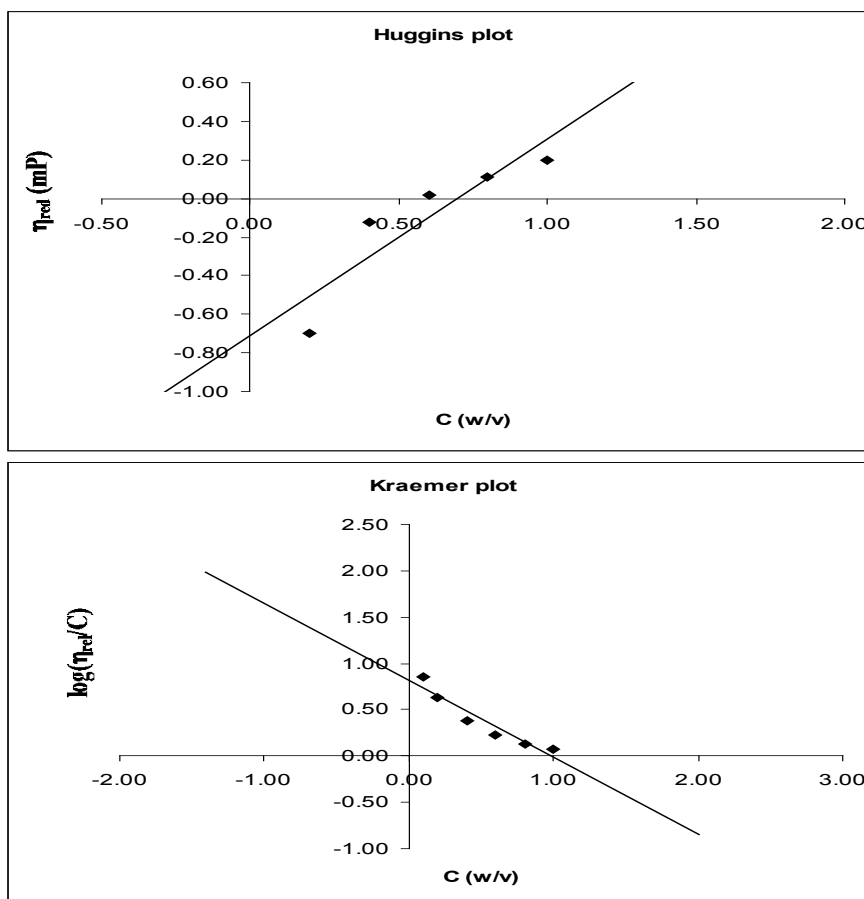 Huggins plot
0.60
0.40
0.20
0.00
-0.50 0.00 0.50 1.00 1.50 2.00
-0.20
-0.40
-0.60
-0.80
-1.00
ηred (mP)
C (w/v)
Kraemer plot
2.50
2.00
1.50
1.00
0.50
0.00
-2.00 -1.00 0.00 1.00 2.00 3.00
-0.50
-1.00
log(ηrel/C)
C (w/v)